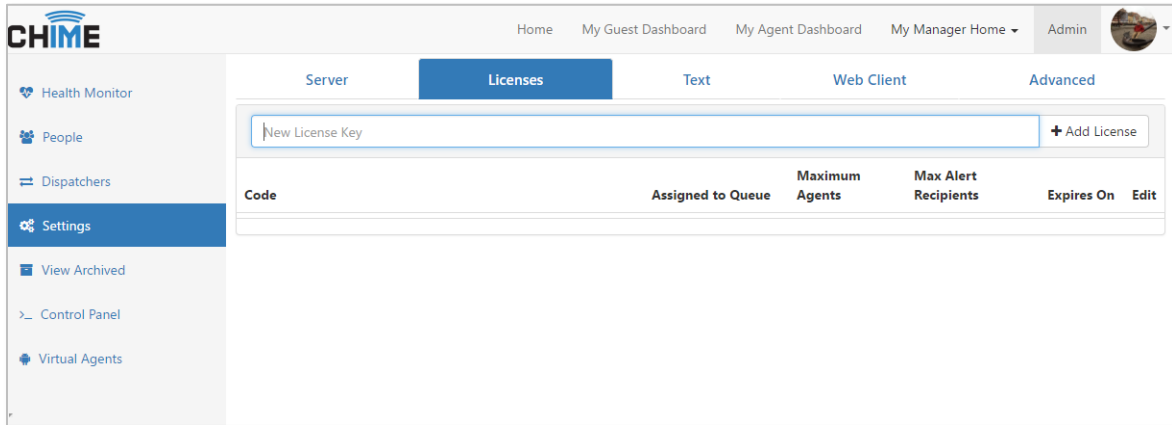 CHIME
Home My Guest Dashboard My Agent Dashboard My Manager Home Admin
Health Monitor
People
Dispatchers
Settings
View Archived
Control Panel
Virtual Agents
Server Licenses Text Web Client Advanced
New License Key
+ Add License
Code Assigned to Queue Maximum Agents Max Alert Recipients Expires On Edit